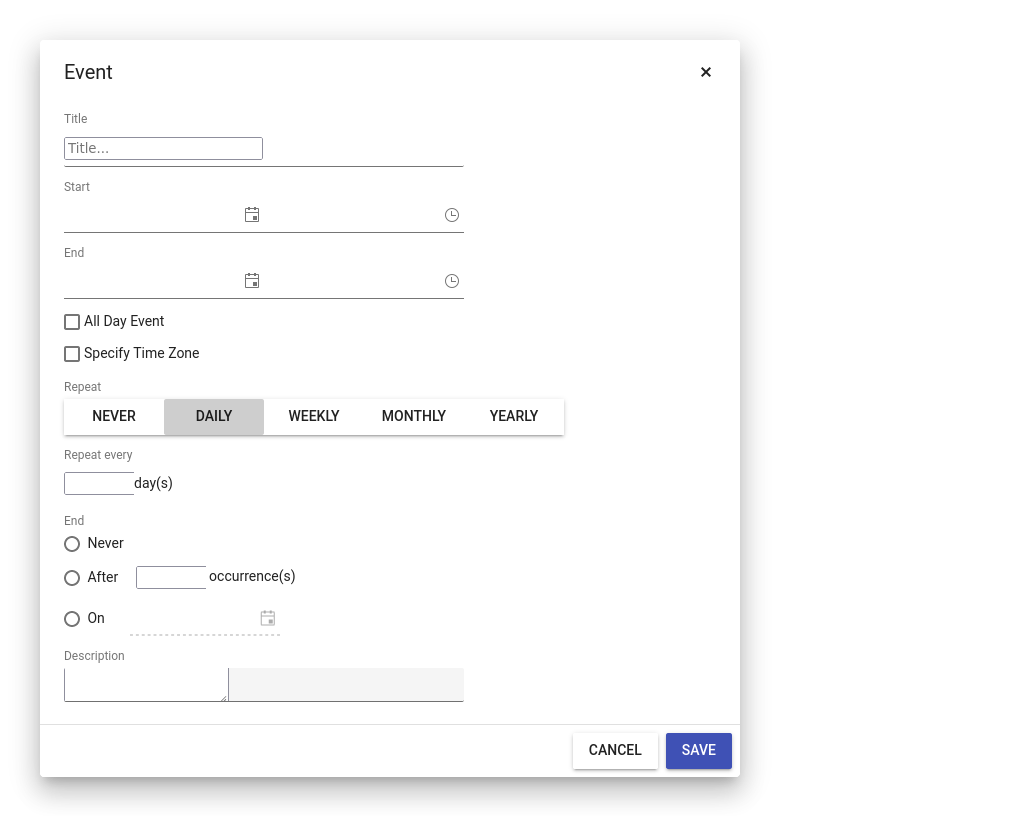 Event
Title
Title...
Start
End
All Day Event
Specify Time Zone
Repeat
NEVER DAILY WEEKLY MONTHLY YEARLY
Repeat every
day(s)
End
Never
After occurrence(s)
On
Description
CANCEL SAVE